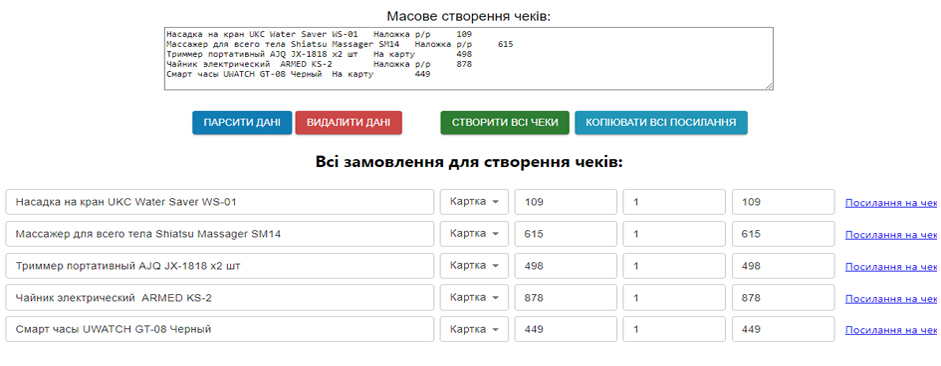 Масове створення чеків:
Насадка на кран UKC Water Saver WS-01 Наложка р/р 109
Массажер для всего тела Shiatsu Massager SM14 Наложка р/р 615
Триммер портативный AJQ JX-1818 x2 шт На карту 498
Чайник электрический ARMED KS-2 Наложка р/р 878
Смарт часы UWATCH GT-08 Черный На карту 449
ПАРСИТИ ДАНІ ВИДАЛИТИ ДАНІ СТВОРИТИ ВСІ ЧЕКИ КОПІЮВАТИ ВСІ ПОСИЛАННЯ
Всі замовлення для створення чеків:
Насадка на кран UKC Water Saver WS-01 Картка 109 1 109 Посилання на чек
Массажер для всего тела Shiatsu Massager SM14 Картка 615 1 615 Посилання на чек
Триммер портативный AJQ JX-1818 x2 шт Картка 498 1 498 Посилання на чек
Чайник электрический ARMED KS-2 Картка 878 1 878 Посилання на чек
Смарт часы UWATCH GT-08 Черный Картка 449 1 449 Посилання на чек